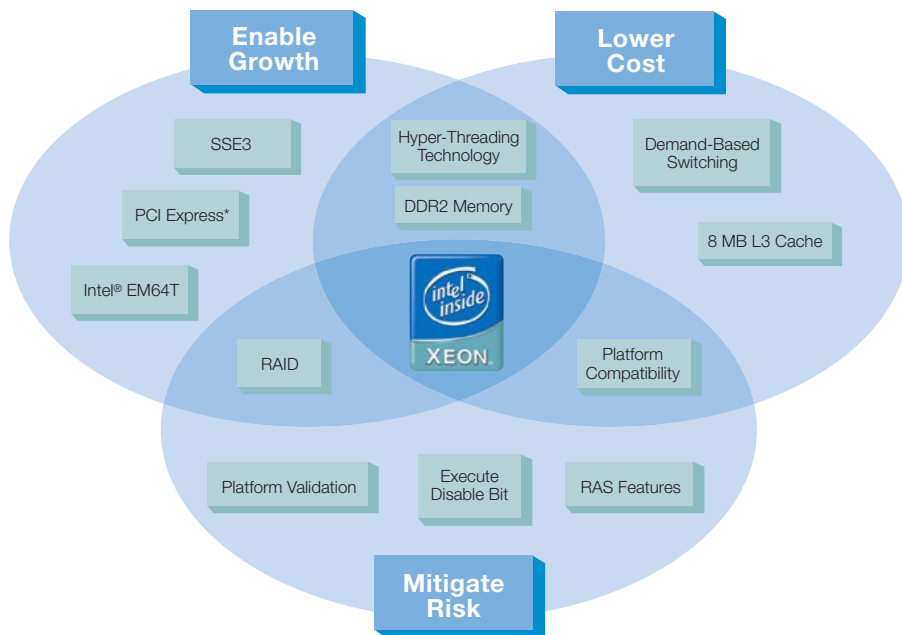 Enable
Growth
Lower
Cost
SSE3
Hyper-Threading
Technology
Demand-Based
Switching
PCI Express*
DDR2 Memory
8 MB L3 Cache
Intel® EM64T
intel
inside
XEON™
RAID
Platform
Compatibility
Platform Validation
Execute
Disable Bit
RAS Features
Mitigate
Risk